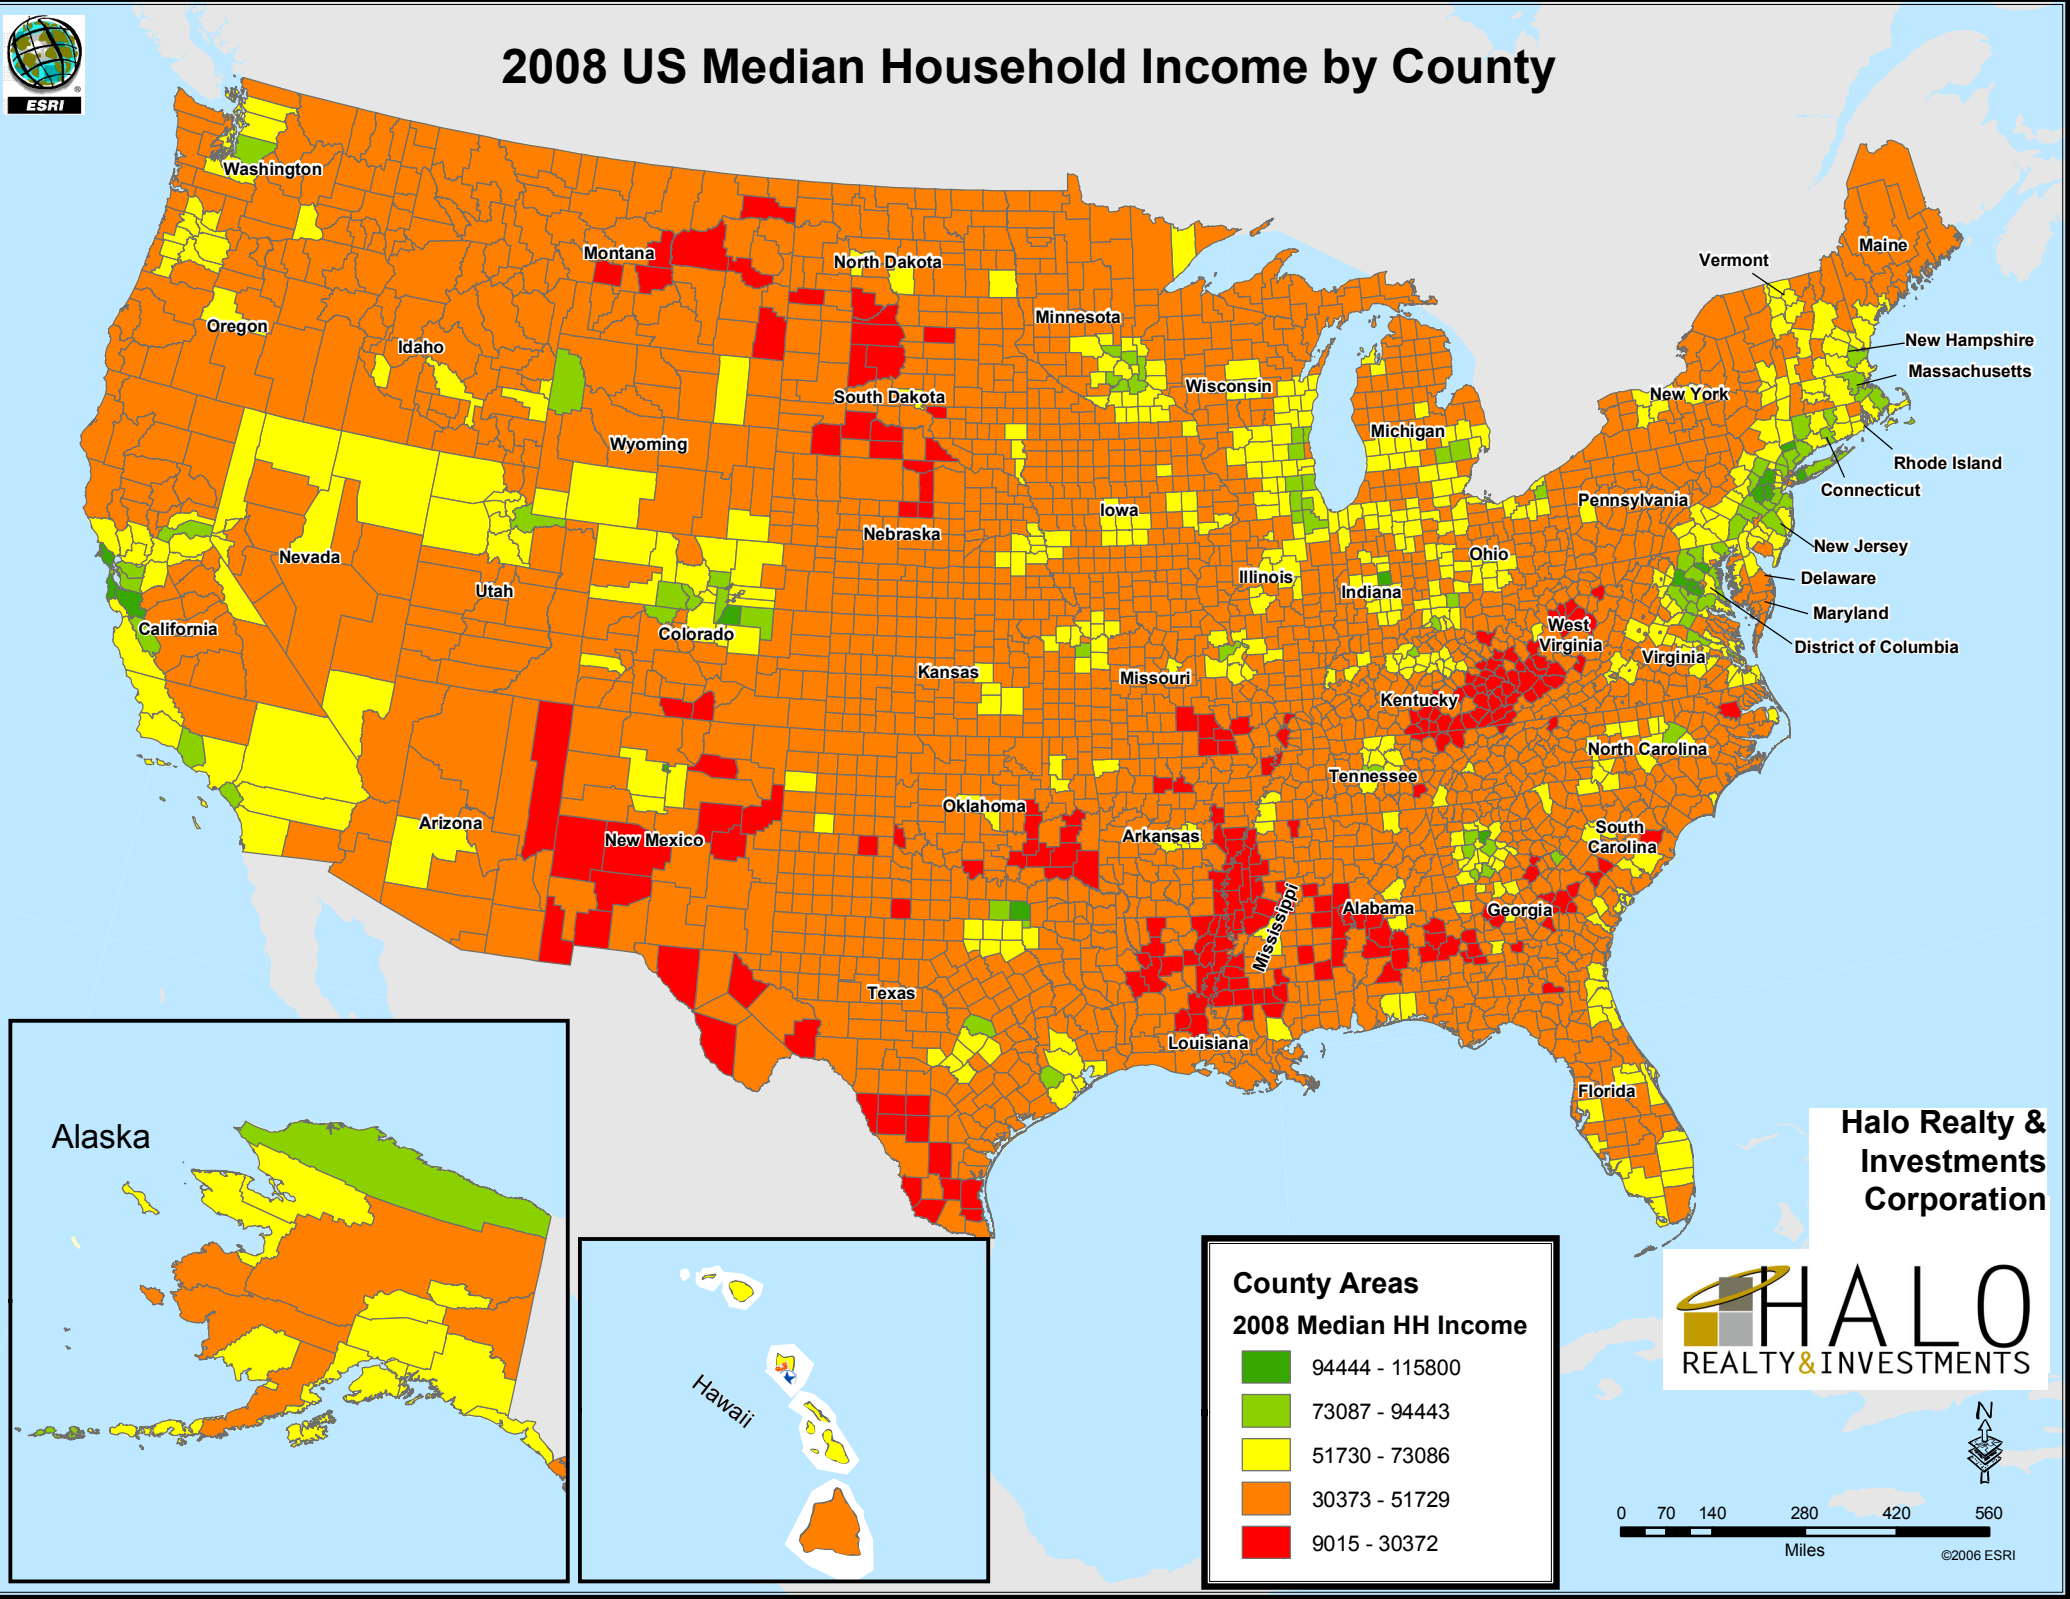 2008 US Median Household Income by County
ESRI
®
Washington
Montana
North Dakota
Minnesota
Vermont
Maine
Oregon
Idaho
New Hampshire
Massachusetts
Wisconsin
South Dakota
New York
Wyoming
Michigan
Rhode Island
Connecticut
Pennsylvania
Iowa
Nebraska
Nevada
Ohio
New Jersey
Illinois
Delaware
Utah
Indiana
Maryland
California
Colorado
West
Virginia
District of Columbia
Virginia
Kansas
Missouri
Kentucky
North Carolina
Tennessee
Oklahoma
Arizona
New Mexico
Arkansas
South
Carolina
Mississippi
Alabama
Georgia
Texas
Louisiana
Florida
Alaska
Hawaii
Halo Realty &
Investments
Corporation
HALO
REALTY&INVESTMENTS
County Areas
2008 Median HH Income
94444 - 115800
73087 - 94443
51730 - 73086
30373 - 51729
9015 - 30372
N
0 70 140 280 420 560
Miles
©2006 ESRI